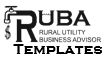 RUBA
RURAL UTILITY
BUSINESS ADVISOR
TEMPLATES